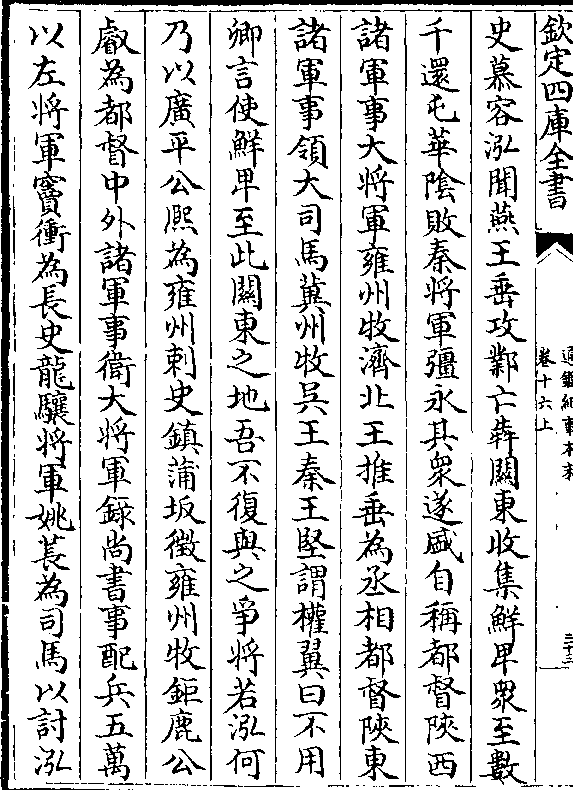 欽定四庫全書
通鑑紀事本末
卷十六上
三十三
史慕容泓聞燕王垂攻鄴亡奔關東收集鮮卑衆至數
千還屯華陰敗秦將軍彊永其衆遂盛自稱都督陜西
諸軍事大將軍雍州牧濟北王推垂為丞相都督陜東
諸軍事領大司馬冀州牧吳王秦王堅謂權翼曰不用
卿言使鮮卑至此關東之地吾不復與之爭將若泓何
乃以廣平公熙為雍州刺史鎮蒲坂徵雍州牧鉅鹿公
叡為都督中外諸軍事衞大將軍錄尚書事配兵五萬
以左將軍竇衝為長史龍驤將軍姚萇為司馬以討泓